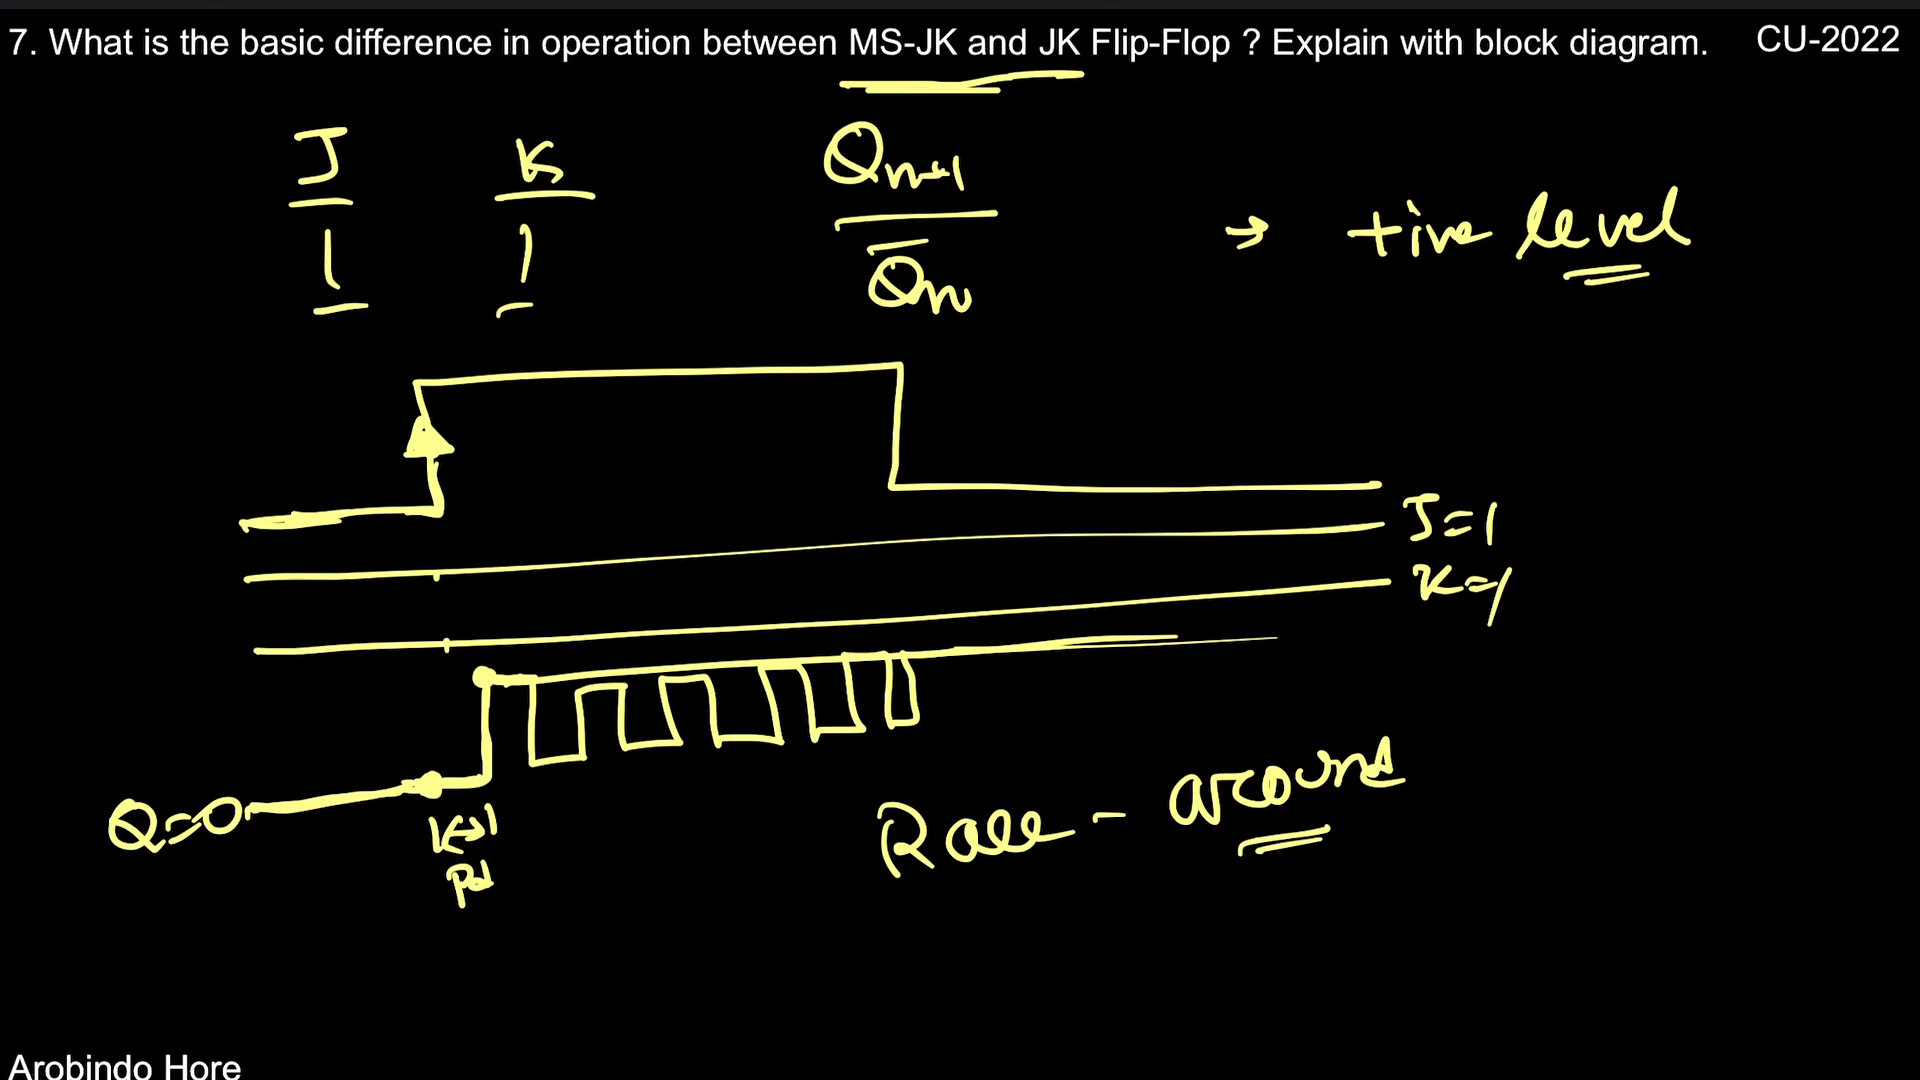 7. What is the basic difference in operation between MS-JK and JK Flip-Flop ? Explain with block diagram. CU-2022
J K Qn+1
1 1 Q̅n → +ive level
J=1
K=1
Q=0
Pd
Race - around
Arobindo Hore